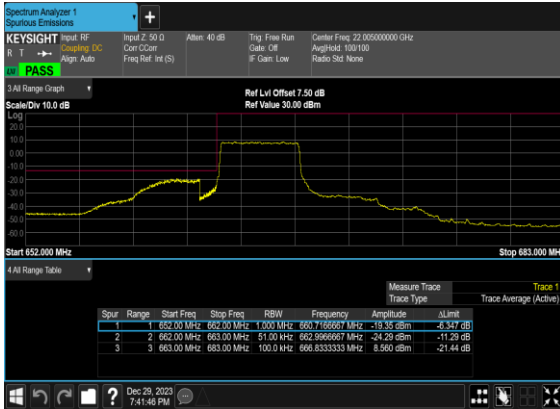 Spectrum Analyzer 1
Spurious Emissions
KEYSIGHT
R T
Input: RF
Coupling: DC
Align: Auto
Input Z: 50 Ω
Corr CCorr
Freq Ref: Int (S)
Atten: 40 dB
Trig: Free Run
Gate: Off
IF Gain: Low
Center Freq: 22.005000000 GHz
Avg|Hold: 100/100
Radio Std: None
PASS
3 All Range Graph
Scale/Div 10.0 dB
Ref Lvl Offset 7.50 dB
Ref Value 30.00 dBm
Log
20.0
10.0
0.00
-10.0
-20.0
-30.0
-40.0
-50.0
-60.0
Start 652.000 MHz
Stop 683.000 MHz
4 All Range Table
Measure Trace Trace 1
Trace Type Trace Average (Active)
Spur Range Start Freq Stop Freq RBW Frequency Amplitude ΔLimit
1 1 652.00 MHz 662.00 MHz 1.000 MHz 660.7166667 MHz -19.35 dBm -6.347 dB
2 2 662.00 MHz 663.00 MHz 51.00 kHz 662.9966667 MHz -24.29 dBm -11.29 dB
3 3 663.00 MHz 683.00 MHz 100.0 kHz 666.8333333 MHz 8.560 dBm -21.44 dB
?
Dec 29, 2023
7:41:46 PM